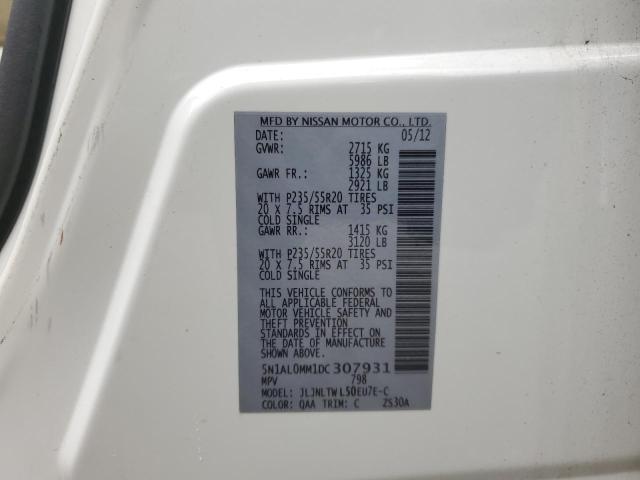 MFD BY NISSAN MOTOR CO., LTD.
DATE: 05/12
GVWR: 2715 KG
5986 LB
GAWR FR.: 1325 KG
2921 LB
WITH P235/55R20 TIRES
20 X 7.5 RIMS AT 35 PSI
COLD SINGLE
GAWR RR.: 1415 KG
3120 LB
WITH P235/55R20 TIRES
20 X 7.5 RIMS AT 35 PSI
COLD SINGLE
THIS VEHICLE CONFORMS TO
ALL APPLICABLE FEDERAL
MOTOR VEHICLE SAFETY AND
THEFT PREVENTION
STANDARDS IN EFFECT ON
THE DATE OF MANUFACTURE
SHOWN ABOVE.
5N1AL0MM1DC307931
MPV 798
MODEL: JLJNLTWL50EU7E-C
COLOR: QAA TRIM: C ZS30A